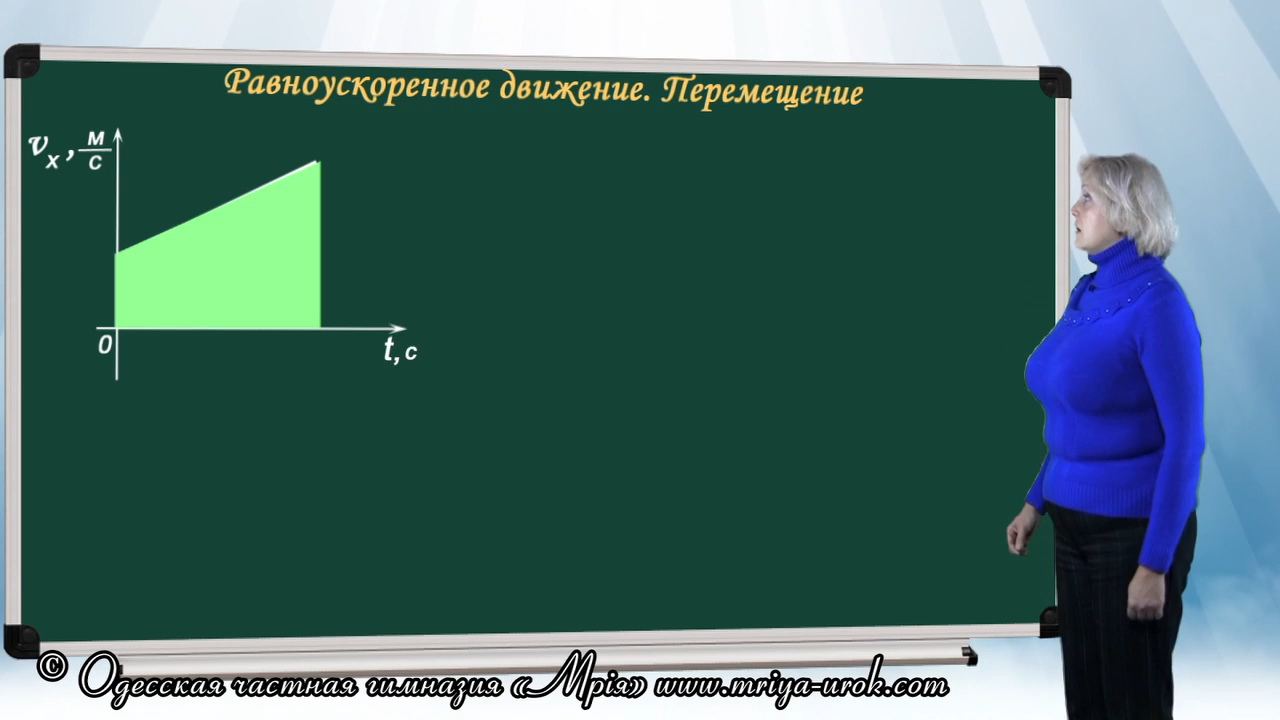 Равноускоренное движение. Перемещение
vₓ, м/с
0
t, с
© Одесская частная гимназия «Мрія» www.mriya-urok.com